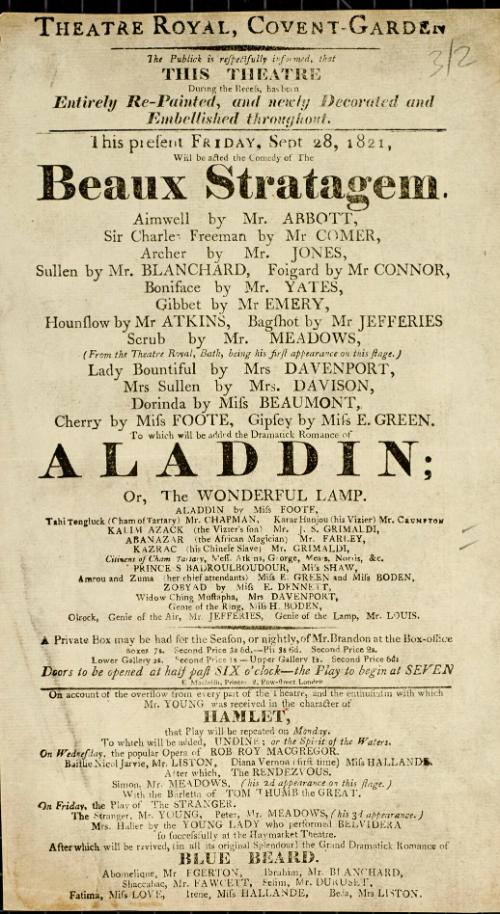 THEATRE ROYAL, COVENT-GARDEN
3/2
The Publick is reſpectfully informed, that
THIS THEATRE
During the Receſs, has been
Entirely Re-Painted, and newly Decorated and
Embelliſhed throughout.
This preſent FRIDAY, Sept 28, 1821,
Will be acted the Comedy of The
Beaux Stratagem.
Aimwell by Mr. ABBOTT,
Sir Charles Freeman by Mr COMER,
Archer by Mr. JONES,
Sullen by Mr. BLANCHARD, Foigard by Mr CONNOR,
Boniface by Mr. YATES,
Gibbet by Mr EMERY,
Hounſlow by Mr ATKINS, Bagſhot by Mr JEFFERIES
Scrub by Mr. MEADOWS,
(From the Theatre Royal, Bath, being his firſt appearance on this ſtage.)
Lady Bountiful by Mrs DAVENPORT,
Mrs Sullen by Mrs. DAVISON,
Dorinda by Miſs BEAUMONT,
Cherry by Miſs FOOTE, Gipſey by Miſs E. GREEN.
To which will be added the Dramatick Romance of
ALADDIN;
Or, The WONDERFUL LAMP.
ALADDIN by Miſs FOOTE,
Tahi Tongluck (Cham of Tartary) Mr. CHAPMAN, Karar Hanjou (his Vizier) Mr. CRUMPTON
KALIM AZACK (the Vizier's ſon) Mr. J. S. GRIMALDI,
ABANAZAR (the African Magician) Mr. FARLEY,
KAZRAC (his Chineſe Slave) Mr. GRIMALDI,
Citizens of Cham Tartary, Meſſ. Atkins, George, Norris, &c.
PRINCESS BADROULBOUDOUR, Miſs SHAW,
Amrou and Zuma (her chief attendants) Miſs E. GREEN and Miſs BODEN,
ZOBYAD by Miſs E. DENNETT,
Widow Ching Muſtapha, Mrs DAVENPORT,
Genie of the Ring, Miſs H. BODEN,
Olrock, Genie of the Air, Mr. JEFFERIES, Genie of the Lamp, Mr. LOUIS.
A Private Box may be had for the Seaſon, or nightly, of Mr. Brandon at the Box-office
Boxes 7s. Second Price 3s 6d.—Pit 3s 6d. Second Price 2s.
Lower Gallery 2s. Second Price 1s — Upper Gallery 1s. Second Price 6d:
Doors to be opened at half paſt SIX o'clock—the Play to begin at SEVEN
E. Macleiſh, Printer 2, Bow-ſtreet London
On account of the overflow from every part of the Theatre, and the enthuſiaſm with which
Mr. YOUNG was received in the character of
HAMLET,
that Play will be repeated on Monday.
To which will be added, UNDINE; or the Spirit of the Waters.
On Wedneſday, the popular Opera of ROB ROY MACGREGOR.
Baillie Nicol Jarvie, Mr. LISTON, Diana Vernon (firſt time) Miſs HALLANDE.
After which, The RENDEZVOUS.
Simon, Mr. MEADOWS, (his 2d appearance on this ſtage.)
With the Burletta of TOM THUMB the GREAT.
On Friday, the Play of The STRANGER.
The Stranger, Mr. YOUNG, Peter, Mr. MEADOWS, (his 3d appearance.)
Mrs. Haller by the YOUNG LADY who performed BELVIDERA
ſo ſucceſsfully at the Haymarket Theatre.
After which will be revived, (in all its original Splendour) the Grand Dramatick Romance of
BLUE BEARD.
Abomelique, Mr EGERTON, Ibrahim, Mr. BLANCHARD,
Shaccabac, Mr. FAWCETT, Selim, Mr. DURUSET,
Fatima, Miſs LOVE, Irene, Miſs HALLANDE, Beda, Mrs LISTON.